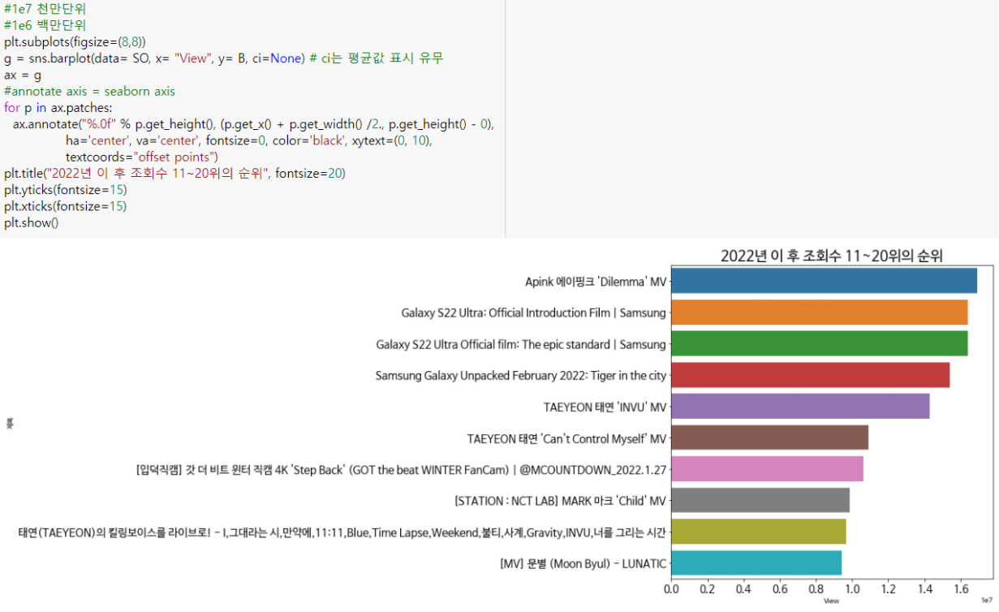 #1e7 천만단위
#1e6 백만단위
plt.subplots(figsize=(8,8))
g = sns.barplot(data= SO, x= "View", y= B, ci=None) # ci는 평균값 표시 유무
ax = g
#annotate axis = seaborn axis
for p in ax.patches:
ax.annotate("%.0f" % p.get_height(), (p.get_x() + p.get_width() /2., p.get_height() - 0),
ha='center', va='center', fontsize=0, color='black', xytext=(0, 10),
textcoords="offset points")
plt.title("2022년 이 후 조회수 11~20위의 순위", fontsize=20)
plt.yticks(fontsize=15)
plt.xticks(fontsize=15)
plt.show()
2022년 이 후 조회수 11~20위의 순위
Apink 에이핑크 'Dilemma' MV
Galaxy S22 Ultra: Official Introduction Film | Samsung
Galaxy S22 Ultra Official film: The epic standard | Samsung
Samsung Galaxy Unpacked February 2022: Tiger in the city
TAEYEON 태연 'INVU' MV
TAEYEON 태연 'Can't Control Myself' MV
[입덕직캠] 갓 더 비트 윈터 직캠 4K 'Step Back' (GOT the beat WINTER FanCam) | @MCOUNTDOWN_2022.1.27
[STATION : NCT LAB] MARK 마크 'Child' MV
태연(TAEYEON)의 킬링보이스를 라이브로! - I,그대라는 시,만약에,11:11,Blue,Time Lapse,Weekend,불티,사계,Gravity,INVU,너를 그리는 시간
[MV] 문별 (Moon Byul) - LUNATIC
0.0 0.2 0.4 0.6 0.8 1.0 1.2 1.4 1.6
View
1e7